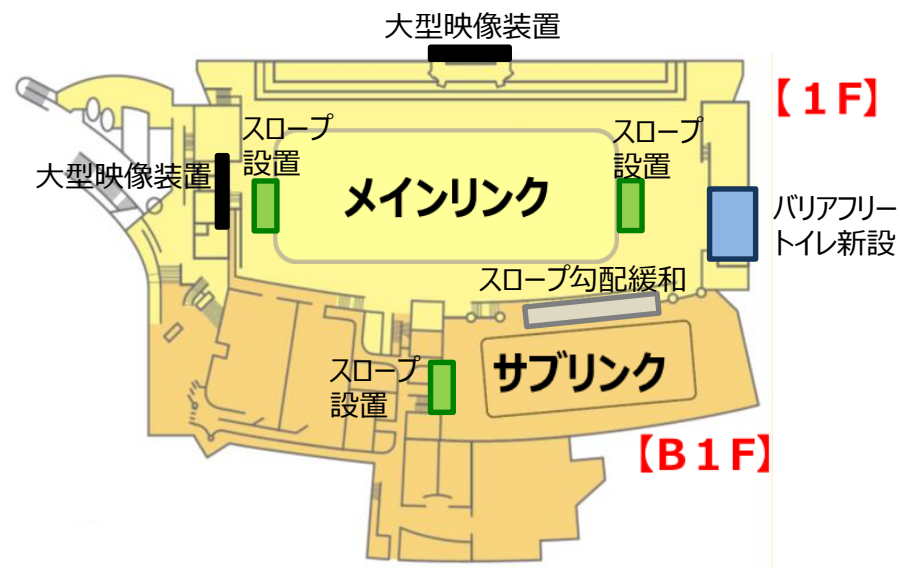 大型映像装置
【１F】
スロープ
設置
スロープ
設置
大型映像装置
メインリンク
バリアフリー
トイレ新設
スロープ勾配緩和
スロープ
設置
サブリンク
【B１F】